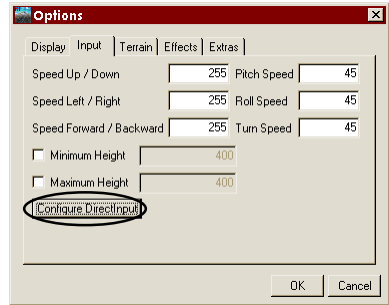 Options
Display Input Terrain Effects Extras
Speed Up / Down 255 Pitch Speed 45
Speed Left / Right 255 Roll Speed 45
Speed Forward / Backward 255 Turn Speed 45
Minimum Height 400
Maximum Height 400
Configure DirectInput
OK Cancel